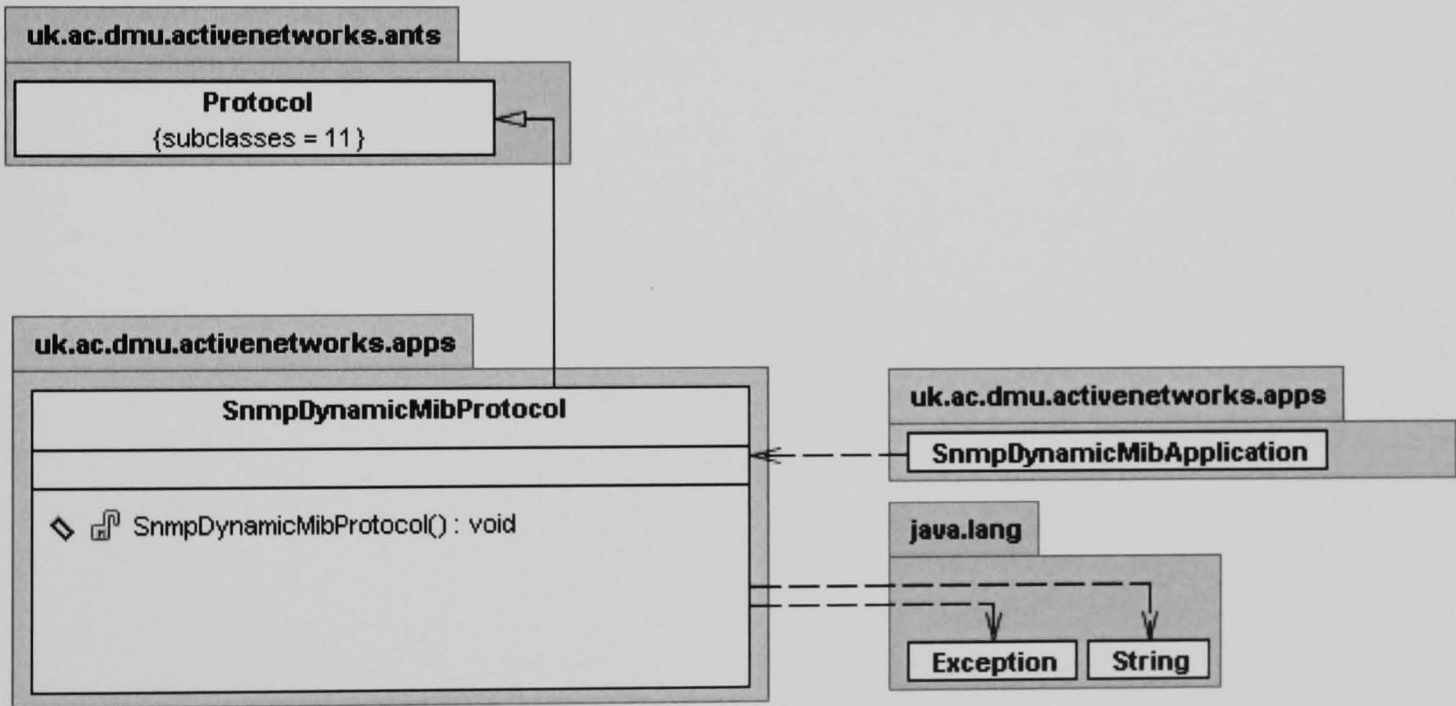 uk.ac.dmu.activenetworks.ants
Protocol
{subclasses = 11}
uk.ac.dmu.activenetworks.apps
SnmpDynamicMibProtocol
SnmpDynamicMibProtocol() : void
uk.ac.dmu.activenetworks.apps
SnmpDynamicMibApplication
java.lang
Exception
String